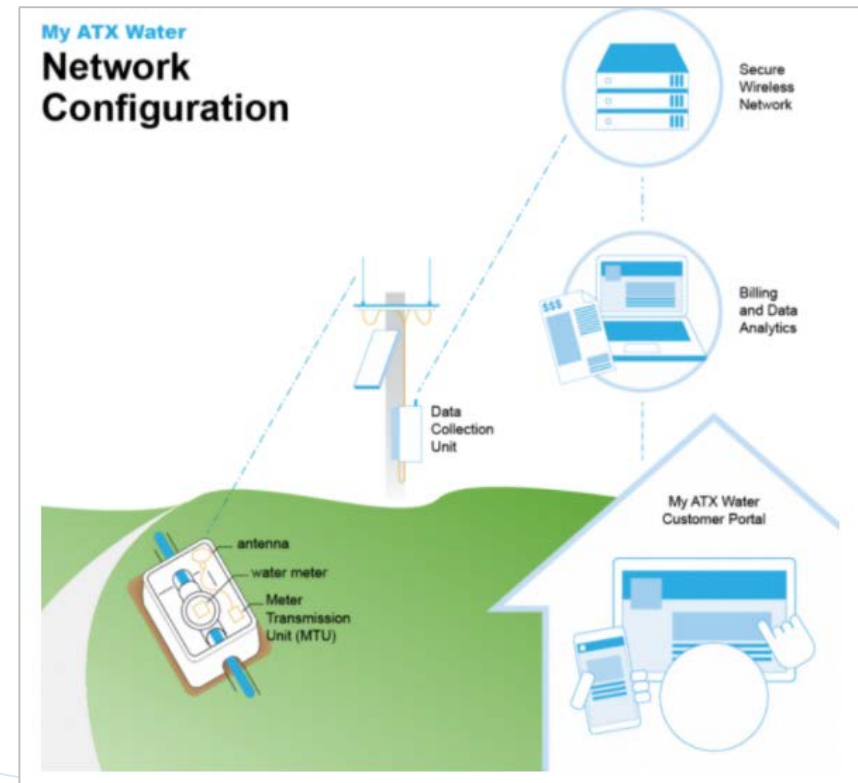 My ATX Water
Network
Configuration
Secure
Wireless
Network
Billing
and Data
Analytics
$$$
Data
Collection
Unit
My ATX Water
Customer Portal
antenna
water meter
Meter
Transmission
Unit (MTU)